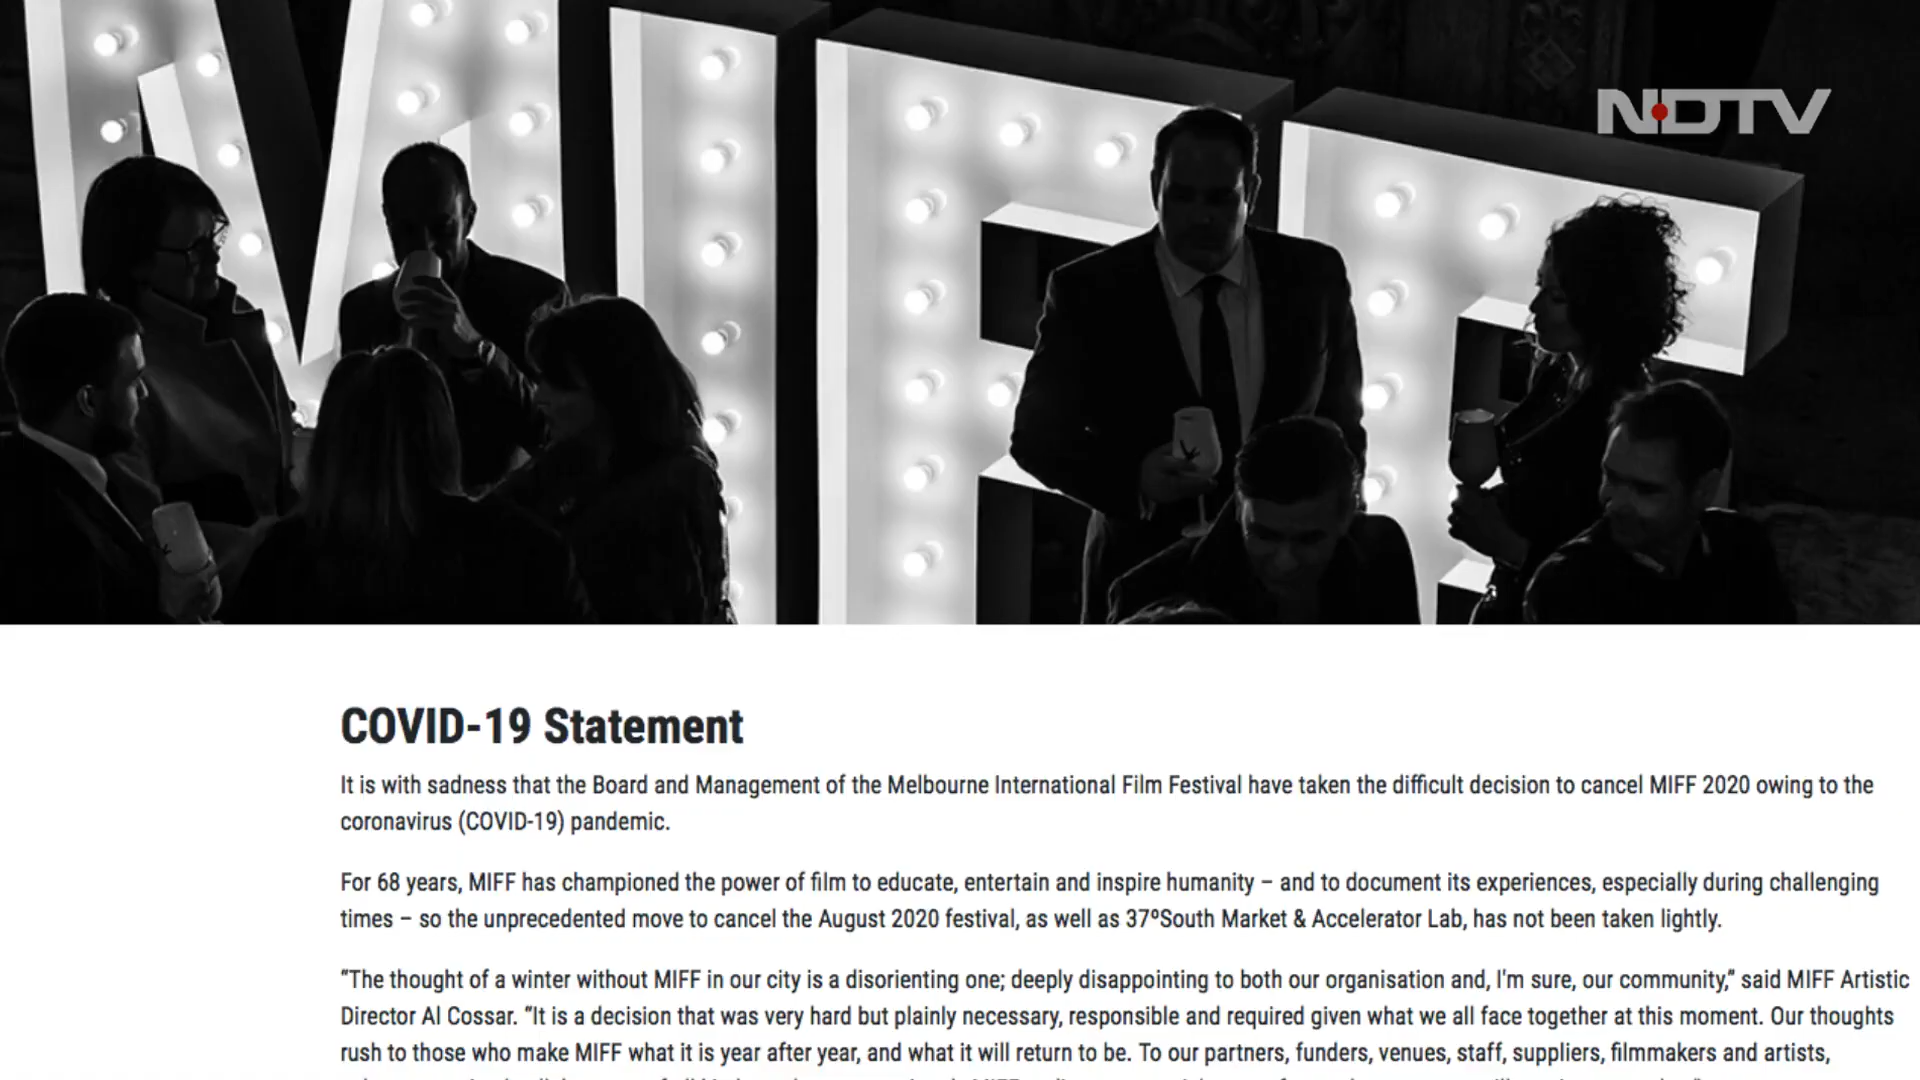 MIFF
NDTV
COVID-19 Statement
It is with sadness that the Board and Management of the Melbourne International Film Festival have taken the difficult decision to cancel MIFF 2020 owing to the
coronavirus (COVID-19) pandemic.
For 68 years, MIFF has championed the power of film to educate, entertain and inspire humanity – and to document its experiences, especially during challenging
times – so the unprecedented move to cancel the August 2020 festival, as well as 37ºSouth Market & Accelerator Lab, has not been taken lightly.
“The thought of a winter without MIFF in our city is a disorienting one; deeply disappointing to both our organisation and, I'm sure, our community,” said MIFF Artistic
Director Al Cossar. “It is a decision that was very hard but plainly necessary, responsible and required given what we all face together at this moment. Our thoughts
rush to those who make MIFF what it is year after year, and what it will return to be. To our partners, funders, venues, staff, suppliers, filmmakers and artists,